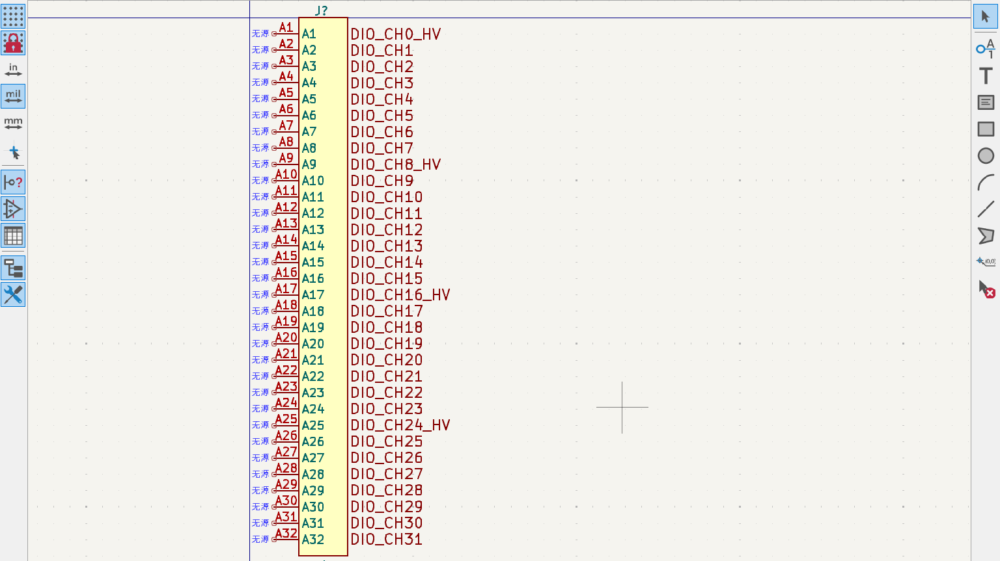 J?
in
mil
mm
A
1
T
(0,0)
无源 A1 A1 DIO_CH0_HV
无源 A2 A2 DIO_CH1
无源 A3 A3 DIO_CH2
无源 A4 A4 DIO_CH3
无源 A5 A5 DIO_CH4
无源 A6 A6 DIO_CH5
无源 A7 A7 DIO_CH6
无源 A8 A8 DIO_CH7
无源 A9 A9 DIO_CH8_HV
无源 A10 A10 DIO_CH9
无源 A11 A11 DIO_CH10
无源 A12 A12 DIO_CH11
无源 A13 A13 DIO_CH12
无源 A14 A14 DIO_CH13
无源 A15 A15 DIO_CH14
无源 A16 A16 DIO_CH15
无源 A17 A17 DIO_CH16_HV
无源 A18 A18 DIO_CH17
无源 A19 A19 DIO_CH18
无源 A20 A20 DIO_CH19
无源 A21 A21 DIO_CH20
无源 A22 A22 DIO_CH21
无源 A23 A23 DIO_CH22
无源 A24 A24 DIO_CH23
无源 A25 A25 DIO_CH24_HV
无源 A26 A26 DIO_CH25
无源 A27 A27 DIO_CH26
无源 A28 A28 DIO_CH27
无源 A29 A29 DIO_CH28
无源 A30 A30 DIO_CH29
无源 A31 A31 DIO_CH30
无源 A32 A32 DIO_CH31